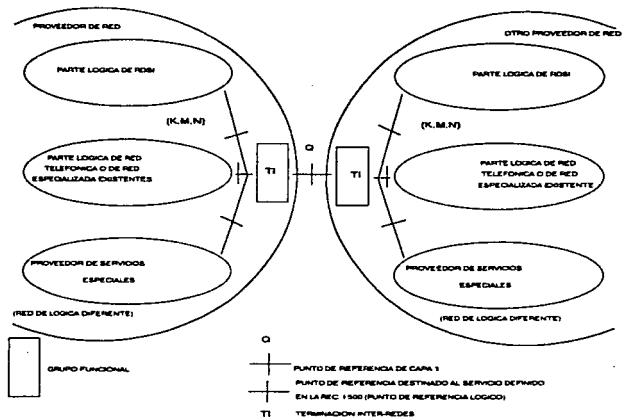 PROVEEDOR DE RED
PARTE LOGICA DE RDSI
(K,M,N)
PARTE LOGICA DE RED
TELEFONICA O DE RED
ESPECIALIZADA EXISTENTES
TI
PROVEEDOR DE SERVICIOS
ESPECIALES
(RED DE LOGICA DIFERENTE)
Q
OTRO PROVEEDOR DE RED
PARTE LOGICA DE RDSI
(K,M,N)
TI
PARTE LOGICA DE RED
TELEFONICA O DE RED
ESPECIALIZADA EXISTENTE
PROVEEDOR DE SERVICIOS
ESPECIALES
(RED DE LOGICA DIFERENTE)
GRUPO FUNCIONAL
Q
PUNTO DE REFERENCIA DE CAPA 1
PUNTO DE REFERENCIA DESTINADO AL SERVICIO DEFINIDO
EN LA REC. I 500 (PUNTO DE REFERENCIA LOGICO)
TI TERMINACION INTER-REDES